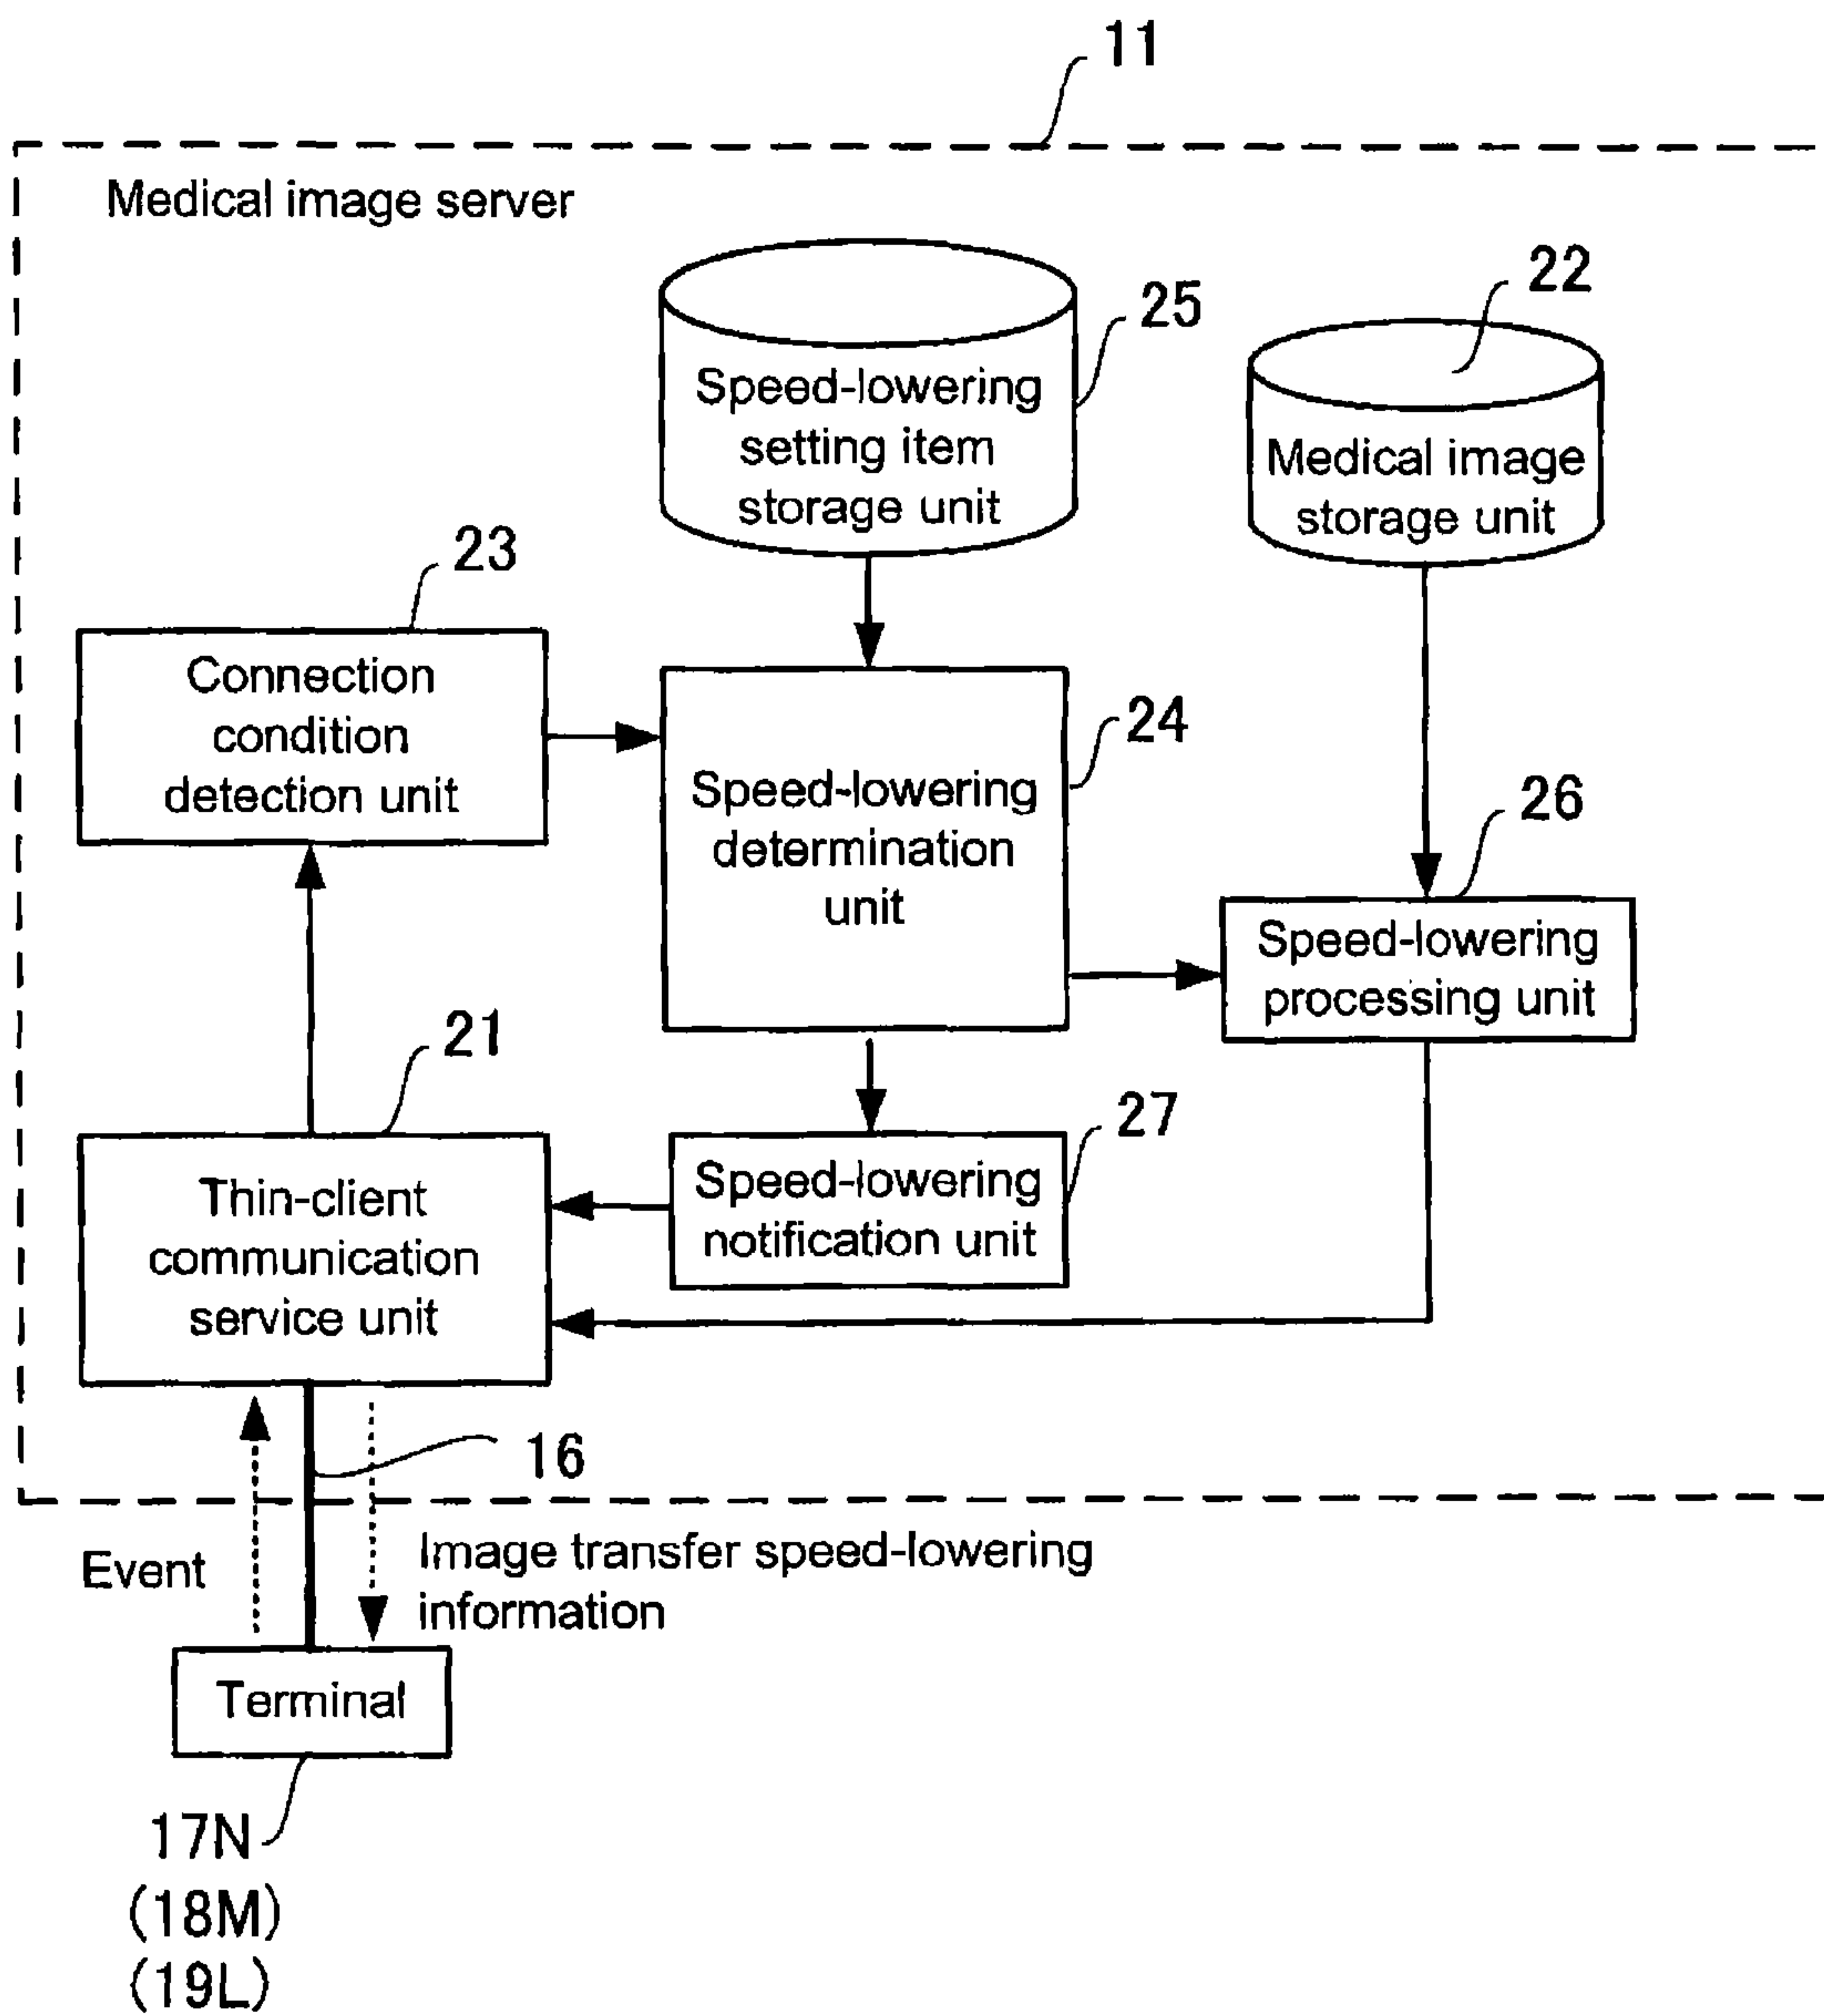 11
Medical image server
25
Speed-lowering
setting item
storage unit
22
Medical image
storage unit
23
Connection
condition
detection unit
24
Speed-lowering
determination
unit
26
Speed-lowering
processing unit
21
Thin-client
communication
service unit
27
Speed-lowering
notification unit
16
Event
Image transfer speed-lowering
information
Terminal
17N
(18M)
(19L)